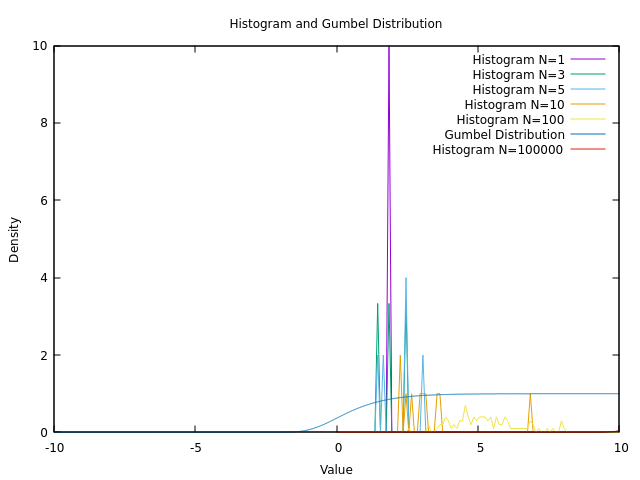 Histogram and Gumbel Distribution
10
8
6
4
2
0
Density
Histogram N=1
Histogram N=3
Histogram N=5
Histogram N=10
Histogram N=100
Gumbel Distribution
Histogram N=100000
-10 -5 0 5 10
Value